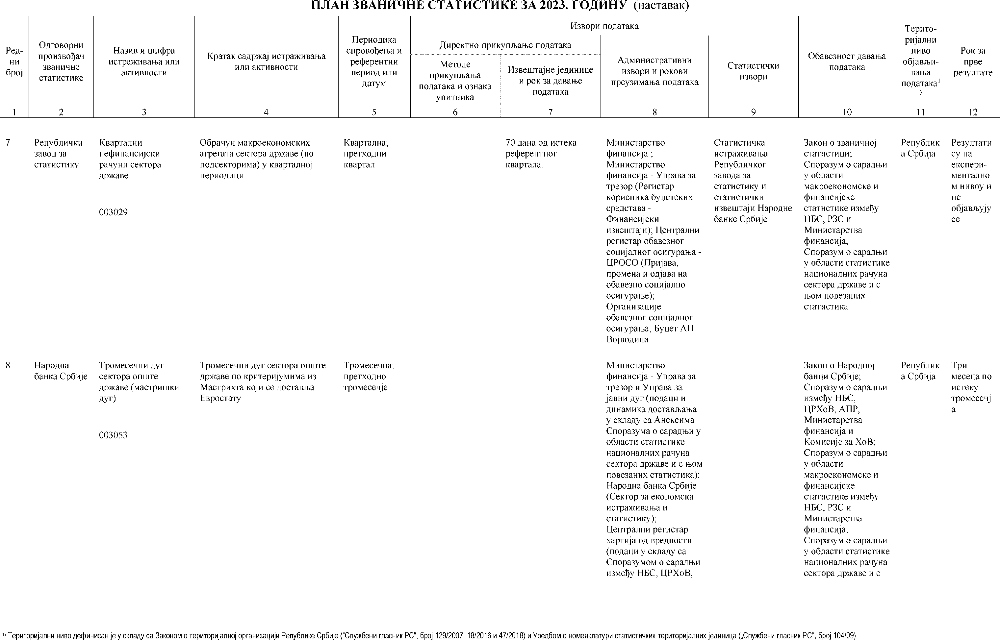 ПЛАН ЗВАНИЧНЕ СТАТИСТИКЕ ЗА 2023. ГОДИНУ (наставак)
Ред-
ни
број
Одговорни
произвођач
званичне
статистике
Назив и шифра
истраживања или
активности
Кратак садржај истраживања
или активности
Периодика
спровођења и
референтни
период или
датум
Извори података
Директно прикупљање података
Методе
прикупљања
података и ознака
упитника
Извештајне јединице
и рок за давање
података
Административни
извори и рокови
преузимања података
Статистички
извори
Обавезност давања
података
Терито-
ријални
ниво
објављи-
вања
података¹
⁾
Рок за
прве
резултате
1 2 3 4 5 6 7 8 9 10 11 12
7
Републички
завод за
статистику
Квартални
нефинансијски
рачуни сектора
државе
003029
Обрачун макроекономских
агрегата сектора државе (по
подсекторима) у кварталној
периодици.
Квартална;
претходни
квартал
70 дана од истека
референтног
квартала.
Министарство
финансија ;
Министарство
финансија - Управа за
трезор (Регистар
корисника буџетских
средстава -
Финансијски
извештаји); Централни
регистар обавезног
социјалног осигурања -
ЦРОСО (Пријава,
промена и одјава на
обавезно социјално
осигурање);
Организације
обавезног социјалног
осигурања; Буџет АП
Војводина
Статистичка
истраживања
Републичког
завода за
статистику и
статистички
извештаји Народне
банке Србије
Закон о званичној
статистици;
Споразум о сарадњи
у области
макроекономске и
финансијске
статистике између
НБС, РЗС и
Министарства
финансија;
Споразум о сарадњи
у области статистике
националних рачуна
сектора државе и с
њом повезаних
статистика
Републик
а Србија
Резултати
су на
експери-
ментално
м нивоу и
не
објављују
се
8
Народна
банка Србије
Тромесечни дуг
сектора опште
државе (мастришки
дуг)
003053
Тромесечни дуг сектора опште
државе по критеријумима из
Мастрихта који се доставља
Евростату
Тромесечна;
претходно
тромесечје
Министарство
финансија - Управа за
трезор и Управа за
јавни дуг (подаци и
динамика достављања
у складу са Анексима
Споразума о сарадњи у
области статистике
националних рачуна
сектора државе и с њом
повезаних статистика);
Народна банка Србије
(Сектор за економска
истраживања и
статистику);
Централни регистар
хартија од вредности
(подаци у складу са
Споразумом о сарадњи
између НБС, ЦРХоВ,
Закон о Народној
банци Србије;
Споразум о сарадњи
између НБС,
ЦРХоВ, АПР,
Министарства
финансија и
Комисије за ХоВ;
Споразум о сарадњи
у области
макроекономске и
финансијске
статистике између
НБС, РЗС и
Министарства
финансија;
Споразум о сарадњи
у области статистике
националних рачуна
сектора државе и с
Републик
а Србија
Три
месеца по
истеку
тромесечј
а
¹⁾ Територијални ниво дефинисан је у складу са Законом о територијалној организацији Републике Србије ("Службени гласник РС", број 129/2007, 18/2016 и 47/2018) и Уредбом о номенклатури статистичких територијалних јединица („Службени гласник РС", број 104/09).